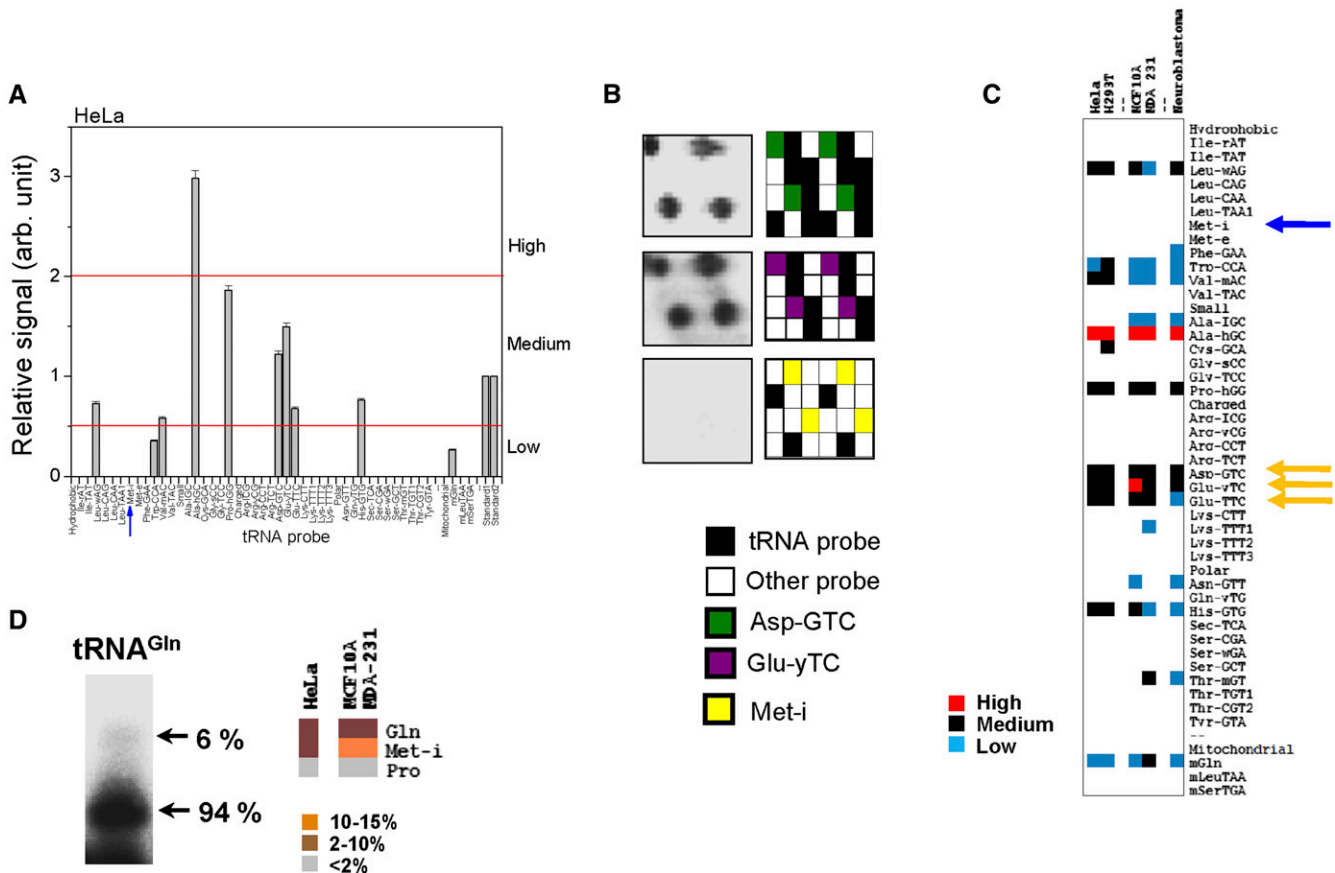 A
HeLa
Relative signal (arb. unit)
3
2
1
0
High
Medium
Low
Hydrophobic
Ile-rAT
Ile-TAT
Leu-wAG
Leu-CAG
Leu-CAA
Leu-TAA1
Met-i
Met-e
Phe-GAA
Trp-CCA
Val-mAC
Val-TAC
Small
Ala-IGC
Ala-hGC
Cys-GCA
Gly-sCC
Gly-TCC
Pro-hGG
Charged
Arg-ICG
Arg-yCG
Arg-CCT
Arg-TCT
Asp-GTC
Glu-yTC
Glu-TTC
Lys-CTT
Lys-TTT1
Lys-TTT2
Lys-TTT3
Polar
Asn-GTT
Gln-yTG
His-GTG
Sec-TCA
Ser-CGA
Ser-wGA
Ser-GCT
Thr-mGT
Thr-TGT1
Thr-CGT2
Tyr-GTA
--
Mitochondrial
mGln
mLeuTAA
mSerTGA
Standard1
Standard2
tRNA probe
B
tRNA probe
Other probe
Asp-GTC
Glu-yTC
Met-i
C
Hela
H293T
--
MCF10A
MDA 231
--
Neuroblastoma
Hydrophobic
Ile-rAT
Ile-TAT
Leu-wAG
Leu-CAG
Leu-CAA
Leu-TAA1
Met-i
Met-e
Phe-GAA
Trp-CCA
Val-mAC
Val-TAC
Small
Ala-IGC
Ala-hGC
Cys-GCA
Gly-sCC
Gly-TCC
Pro-hGG
Charged
Arg-ICG
Arg-yCG
Arg-CCT
Arg-TCT
Asp-GTC
Glu-yTC
Glu-TTC
Lys-CTT
Lys-TTT1
Lys-TTT2
Lys-TTT3
Polar
Asn-GTT
Gln-yTG
His-GTG
Sec-TCA
Ser-CGA
Ser-wGA
Ser-GCT
Thr-mGT
Thr-TGT1
Thr-CGT2
Tyr-GTA
--
Mitochondrial
mGln
mLeuTAA
mSerTGA
High
Medium
Low
D
tRNAGln
6 %
94 %
HeLa
MCF10A
MDA-231
Gln
Met-i
Pro
10-15%
2-10%
<2%